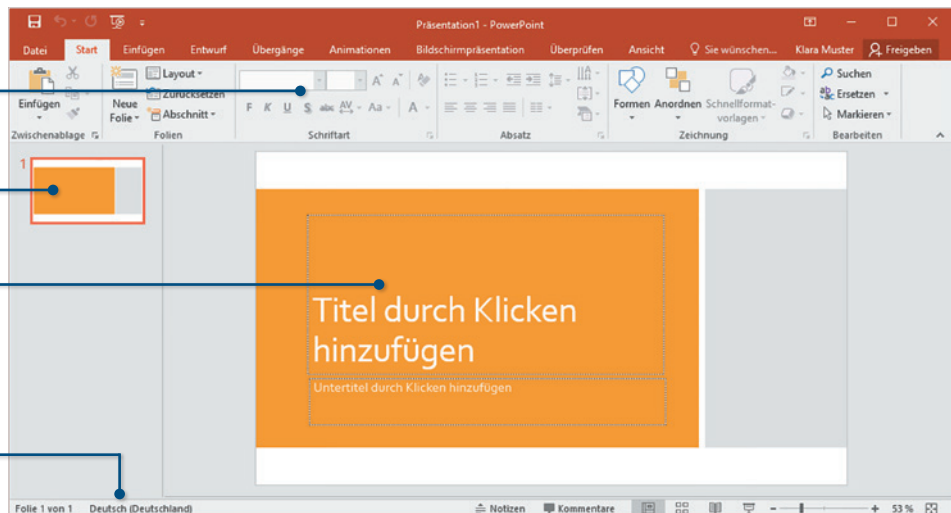 Präsentation1 - PowerPoint
Datei Start Einfügen Entwurf Übergänge Animationen Bildschirmpräsentation Überprüfen Ansicht Sie wünschen... Klara Muster Freigeben
Einfügen
Neue Folie
Layout
Zurücksetzen
Abschnitt
F K U S abc AV Aa A
A A
Formen Anordnen Schnellformat-
vorlagen
Suchen
Ersetzen
Markieren
Zwischenablage Folien Schriftart Absatz Zeichnung Bearbeiten
1
Titel durch Klicken
hinzufügen
Untertitel durch Klicken hinzufügen
Folie 1 von 1 Deutsch (Deutschland) Notizen Kommentare 53 %